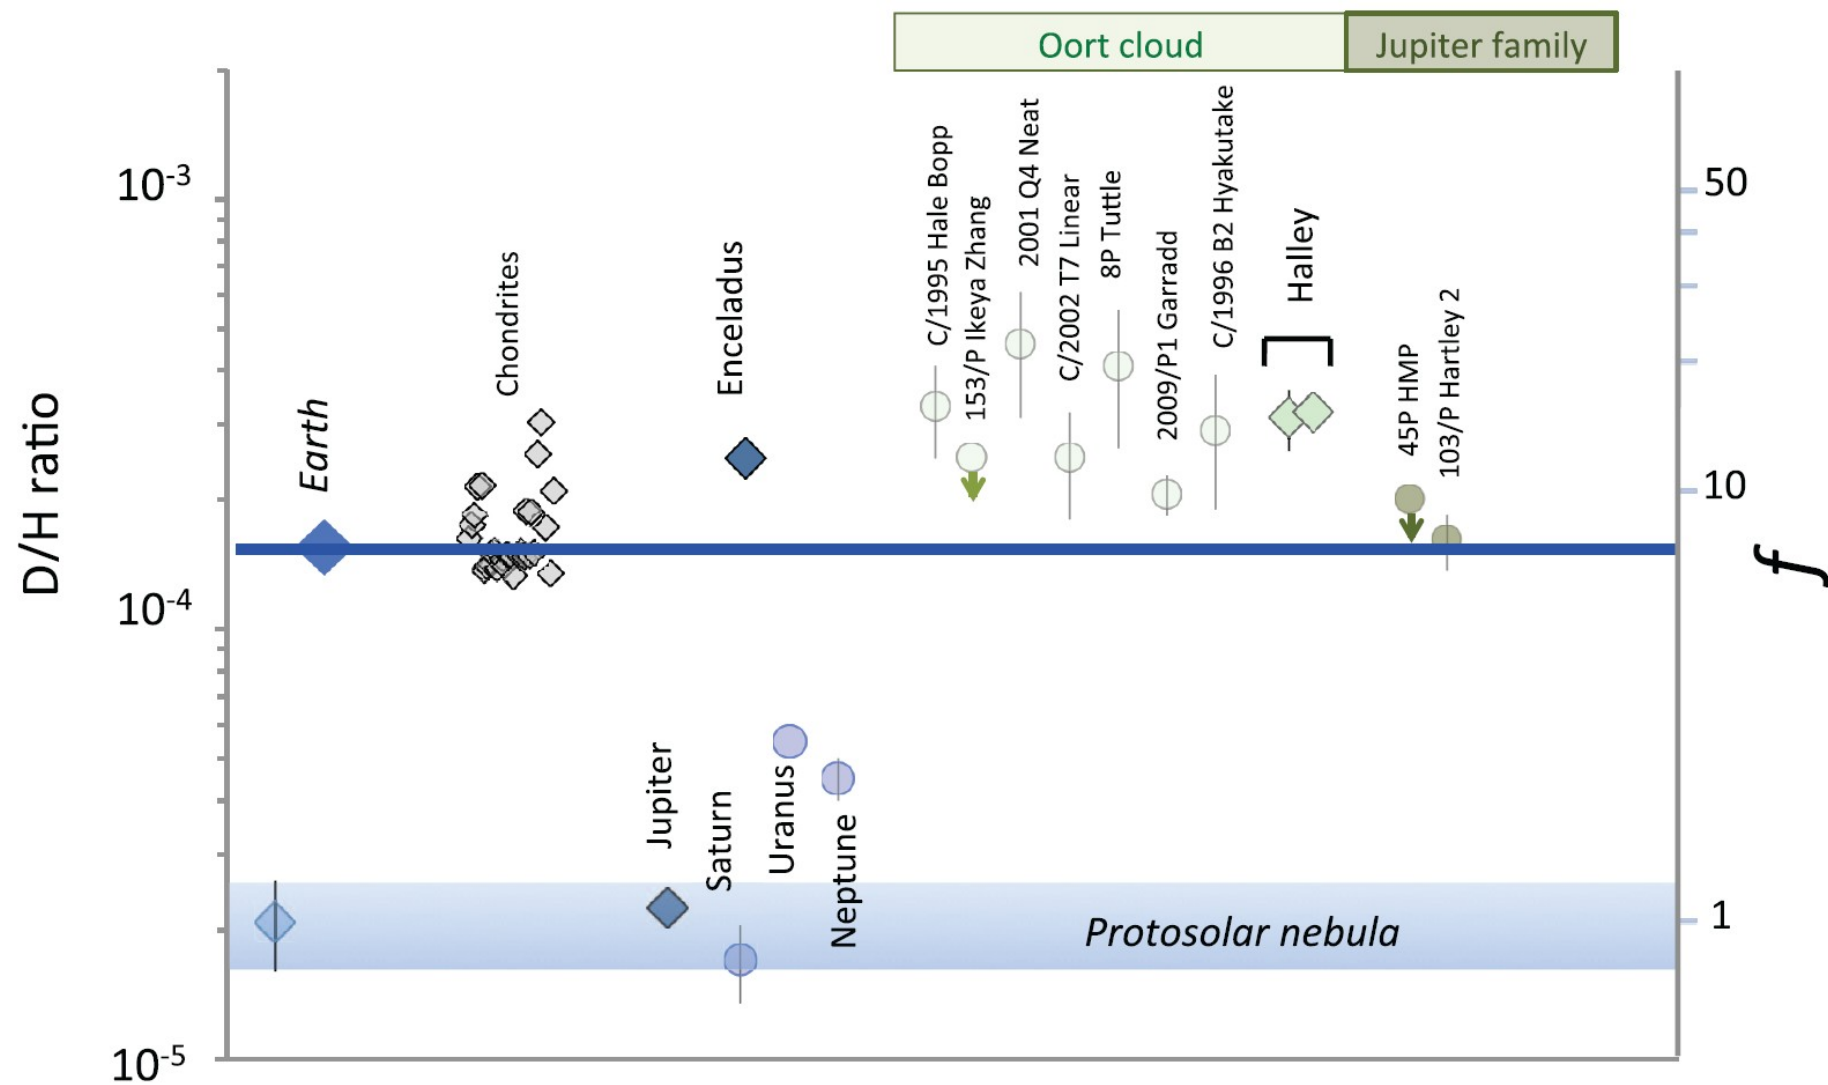 Oort cloud
Jupiter family
D/H ratio
10-3
10-4
10-5
Earth
Chondrites
Enceladus
C/1995 Hale Bopp
153/P Ikeya Zhang
2001 Q4 Neat
C/2002 T7 Linear
8P Tuttle
2009/P1 Garradd
C/1996 B2 Hyakutake
Halley
45P HMP
103/P Hartley 2
Jupiter
Saturn
Uranus
Neptune
Protosolar nebula
50
10
1
f